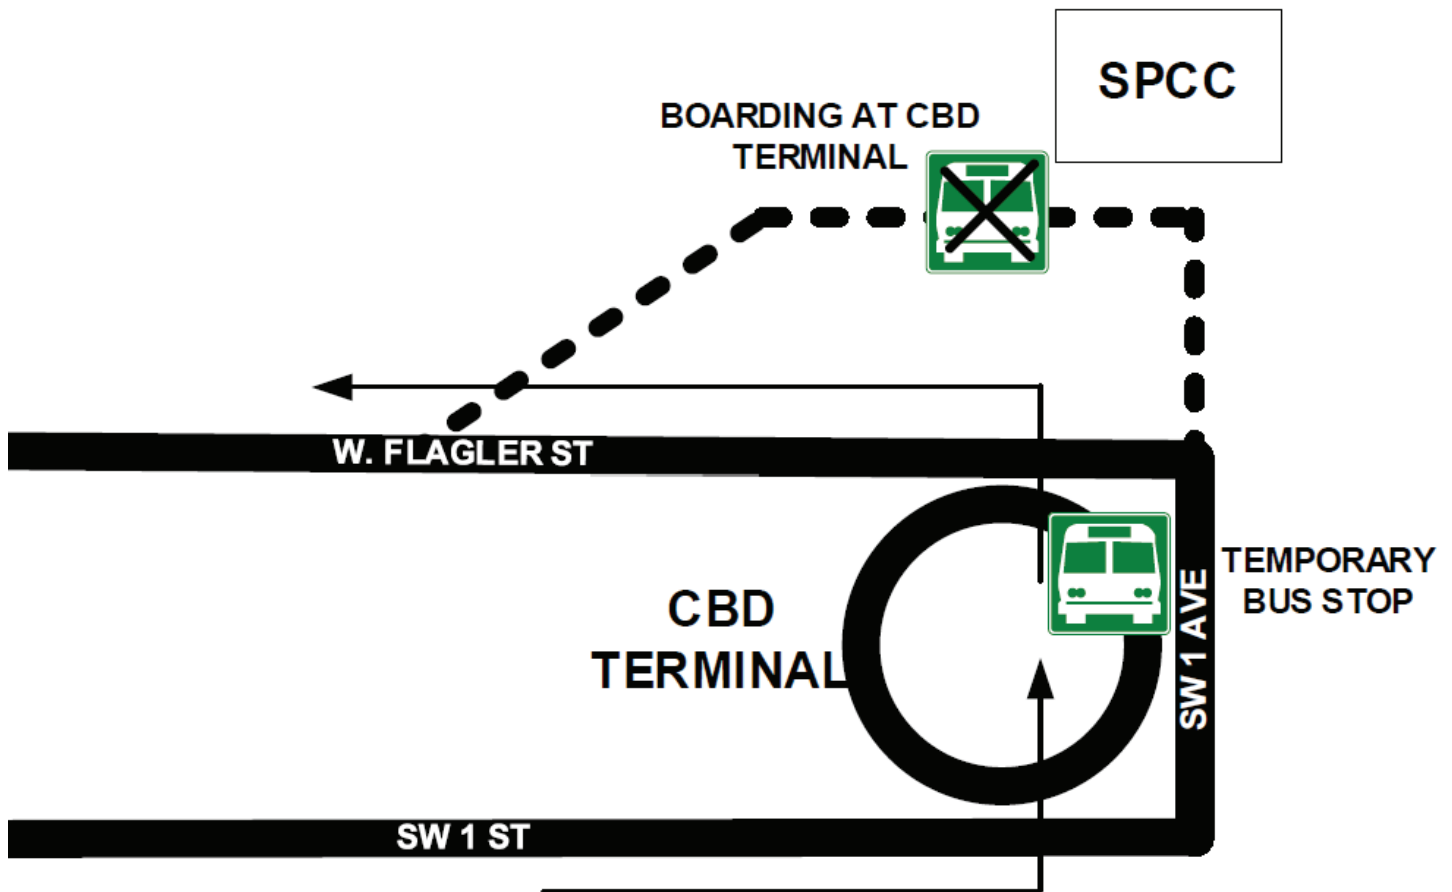 SPCC
BOARDING AT CBD
TERMINAL
W. FLAGLER ST
CBD
TERMINAL
TEMPORARY
BUS STOP
SW 1 AVE
SW 1 ST